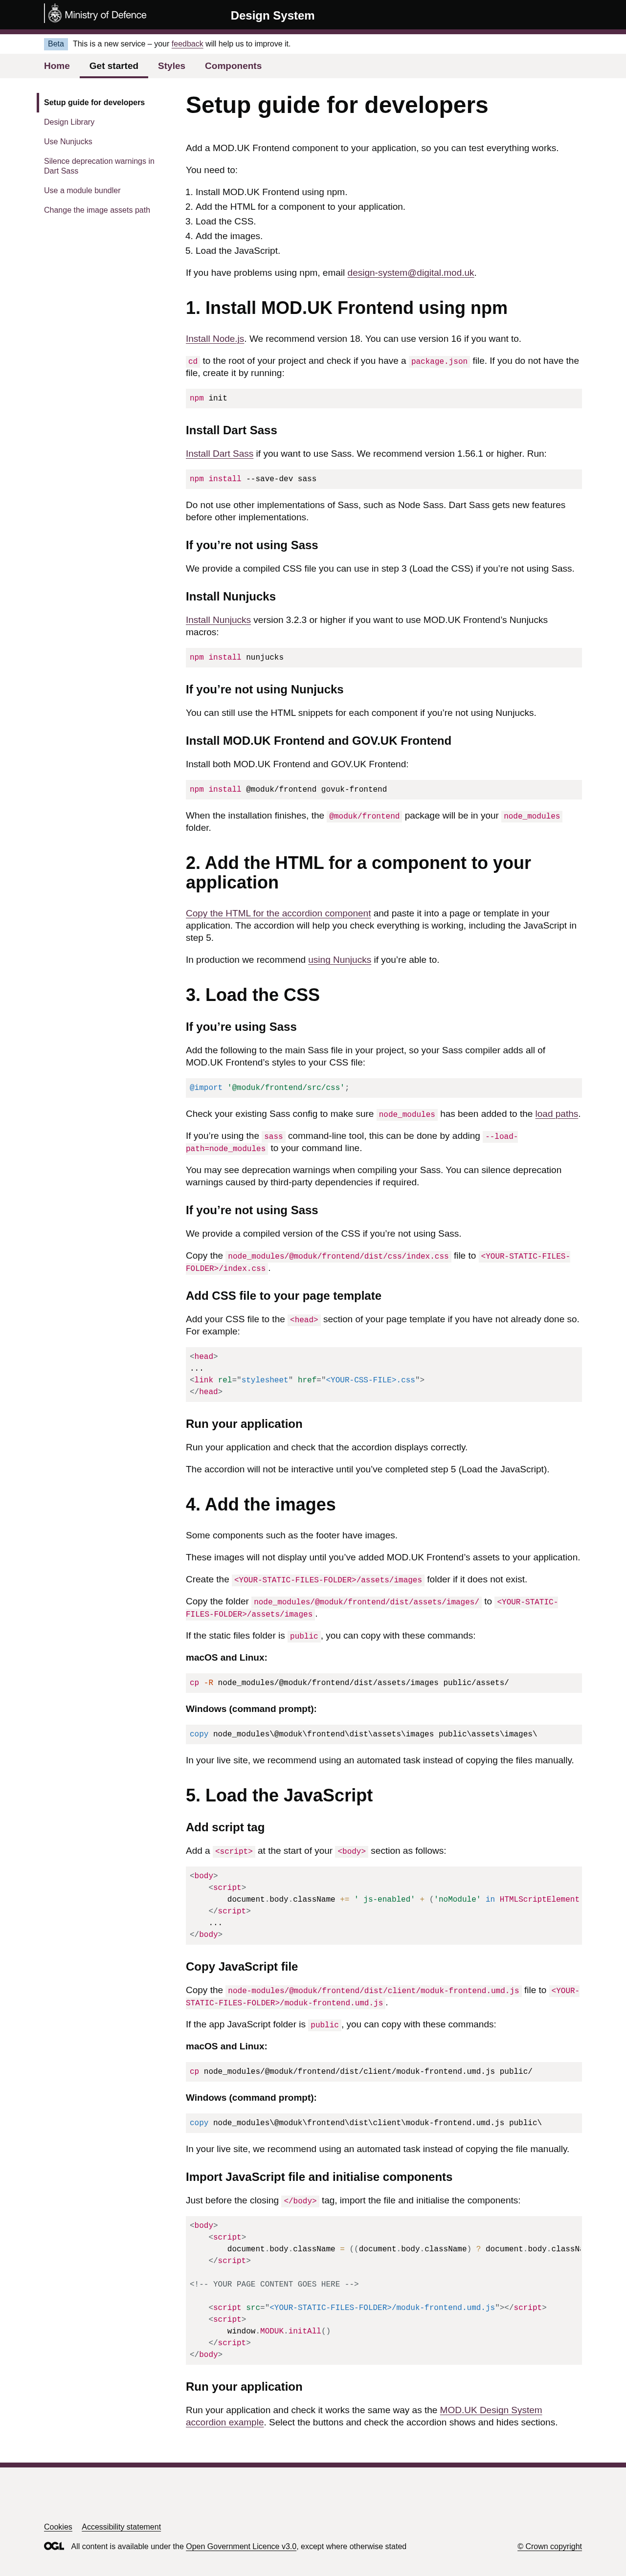 Ministry of Defence
Design System
Beta
This is a new service – your feedback will help us to improve it.
Home
Get started
Styles
Components
Setup guide for developers
Design Library
Use Nunjucks
Silence deprecation warnings in
Dart Sass
Use a module bundler
Change the image assets path
Setup guide for developers
Add a MOD.UK Frontend component to your application, so you can test everything works.
You need to:
1. Install MOD.UK Frontend using npm.
2. Add the HTML for a component to your application.
3. Load the CSS.
4. Add the images.
5. Load the JavaScript.
If you have problems using npm, email design-system@digital.mod.uk.
1. Install MOD.UK Frontend using npm
Install Node.js. We recommend version 18. You can use version 16 if you want to.
cd to the root of your project and check if you have a package.json file. If you do not have the
file, create it by running:
npm init
Install Dart Sass
Install Dart Sass if you want to use Sass. We recommend version 1.56.1 or higher. Run:
npm install --save-dev sass
Do not use other implementations of Sass, such as Node Sass. Dart Sass gets new features
before other implementations.
If you’re not using Sass
We provide a compiled CSS file you can use in step 3 (Load the CSS) if you’re not using Sass.
Install Nunjucks
Install Nunjucks version 3.2.3 or higher if you want to use MOD.UK Frontend’s Nunjucks
macros:
npm install nunjucks
If you’re not using Nunjucks
You can still use the HTML snippets for each component if you’re not using Nunjucks.
Install MOD.UK Frontend and GOV.UK Frontend
Install both MOD.UK Frontend and GOV.UK Frontend:
npm install @moduk/frontend govuk-frontend
When the installation finishes, the @moduk/frontend package will be in your node_modules
folder.
2. Add the HTML for a component to your
application
Copy the HTML for the accordion component and paste it into a page or template in your
application. The accordion will help you check everything is working, including the JavaScript in
step 5.
In production we recommend using Nunjucks if you’re able to.
3. Load the CSS
If you’re using Sass
Add the following to the main Sass file in your project, so your Sass compiler adds all of
MOD.UK Frontend’s styles to your CSS file:
@import '@moduk/frontend/src/css';
Check your existing Sass config to make sure node_modules has been added to the load paths.
If you’re using the sass command-line tool, this can be done by adding --load-
path=node_modules to your command line.
You may see deprecation warnings when compiling your Sass. You can silence deprecation
warnings caused by third-party dependencies if required.
If you’re not using Sass
We provide a compiled version of the CSS if you’re not using Sass.
Copy the node_modules/@moduk/frontend/dist/css/index.css file to <YOUR-STATIC-FILES-
FOLDER>/index.css.
Add CSS file to your page template
Add your CSS file to the <head> section of your page template if you have not already done so.
For example:
<head>
...
<link rel="stylesheet" href="<YOUR-CSS-FILE>.css">
</head>
Run your application
Run your application and check that the accordion displays correctly.
The accordion will not be interactive until you’ve completed step 5 (Load the JavaScript).
4. Add the images
Some components such as the footer have images.
These images will not display until you’ve added MOD.UK Frontend’s assets to your application.
Create the <YOUR-STATIC-FILES-FOLDER>/assets/images folder if it does not exist.
Copy the folder node_modules/@moduk/frontend/dist/assets/images/ to <YOUR-STATIC-
FILES-FOLDER>/assets/images.
If the static files folder is public, you can copy with these commands:
macOS and Linux:
cp -R node_modules/@moduk/frontend/dist/assets/images public/assets/
Windows (command prompt):
copy node_modules\@moduk\frontend\dist\assets\images public\assets\images\
In your live site, we recommend using an automated task instead of copying the files manually.
5. Load the JavaScript
Add script tag
Add a <script> at the start of your <body> section as follows:
<body>
<script>
document.body.className += ' js-enabled' + ('noModule' in HTMLScriptElement
</script>
...
</body>
Copy JavaScript file
Copy the node-modules/@moduk/frontend/dist/client/moduk-frontend.umd.js file to <YOUR-
STATIC-FILES-FOLDER>/moduk-frontend.umd.js.
If the app JavaScript folder is public, you can copy with these commands:
macOS and Linux:
cp node_modules/@moduk/frontend/dist/client/moduk-frontend.umd.js public/
Windows (command prompt):
copy node_modules\@moduk\frontend\dist\client\moduk-frontend.umd.js public\
In your live site, we recommend using an automated task instead of copying the file manually.
Import JavaScript file and initialise components
Just before the closing </body> tag, import the file and initialise the components:
<body>
<script>
document.body.className = ((document.body.className) ? document.body.classN
</script>
<!-- YOUR PAGE CONTENT GOES HERE -->
<script src="<YOUR-STATIC-FILES-FOLDER>/moduk-frontend.umd.js"></script>
<script>
window.MODUK.initAll()
</script>
</body>
Run your application
Run your application and check it works the same way as the MOD.UK Design System
accordion example. Select the buttons and check the accordion shows and hides sections.
Cookies
Accessibility statement
OGL
All content is available under the Open Government Licence v3.0, except where otherwise stated
© Crown copyright